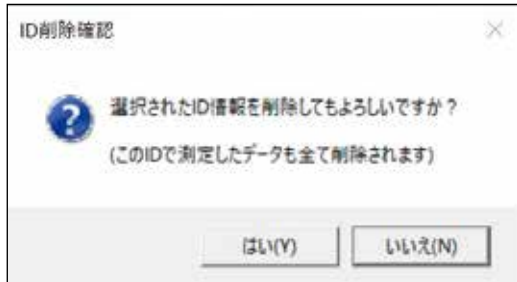 ID削除確認
選択されたID情報を削除してもよろしいですか？
(このIDで測定したデータも全て削除されます)
はい(Y)
いいえ(N)